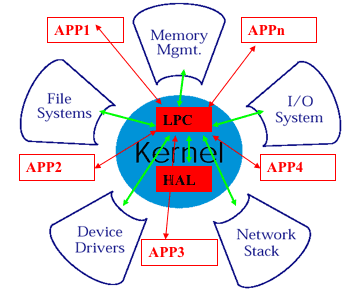 APP1
Memory
Mgmt.
APPn
File
Systems
LPC
I/O
System
Kernel
APP2
HAL
APP4
Device
Drivers
APP3
Network
Stack